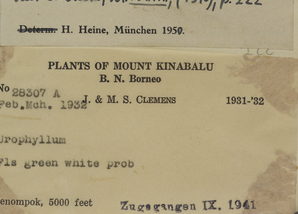 Determ. H. Heine, München 1950.
PLANTS OF MOUNT KINABALU
B. N. Borneo
No 28307 A
Feb.Mch. 1932
J. & M. S. CLEMENS 1931-'32
Urophyllum
Fls green white prob
enompok, 5000 feet
Zugegangen IX. 1941